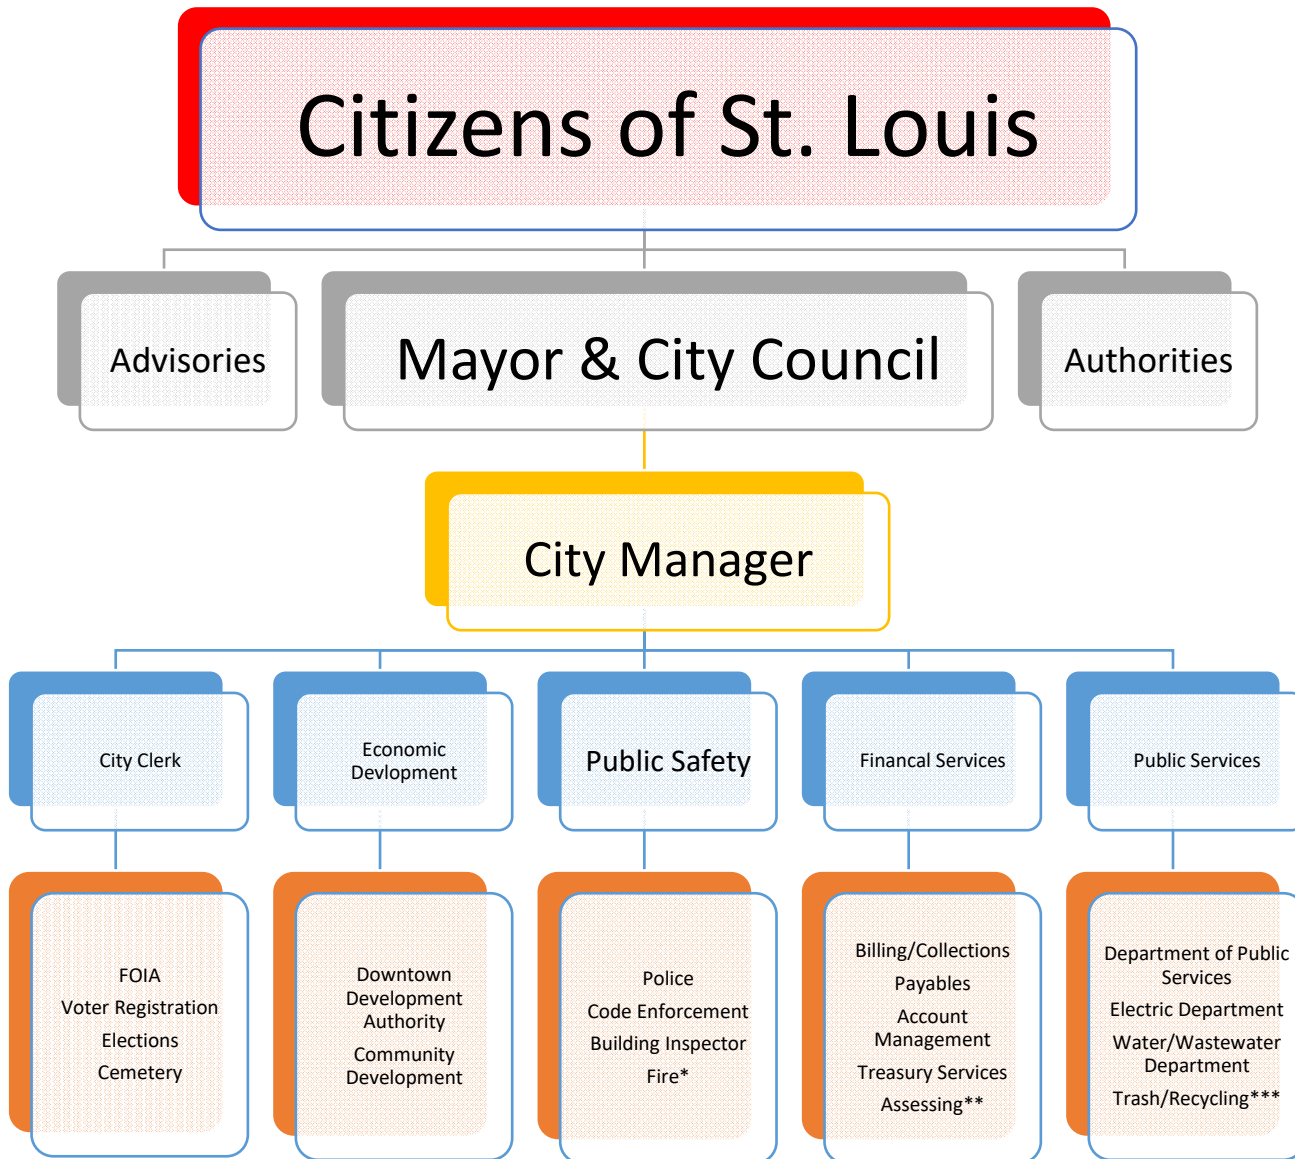 Citizens of St. Louis
Advisories
Mayor & City Council
Authorities
City Manager
City Clerk
Economic
Devlopment
Public Safety
Financal Services
Public Services
FOIA
Voter Registration
Elections
Cemetery
Downtown
Development
Authority
Community
Development
Police
Code Enforcement
Building Inspector
Fire*
Billing/Collections
Payables
Account
Management
Treasury Services
Assessing**
Department of Public
Services
Electric Department
Water/Wastewater
Department
Trash/Recycling***